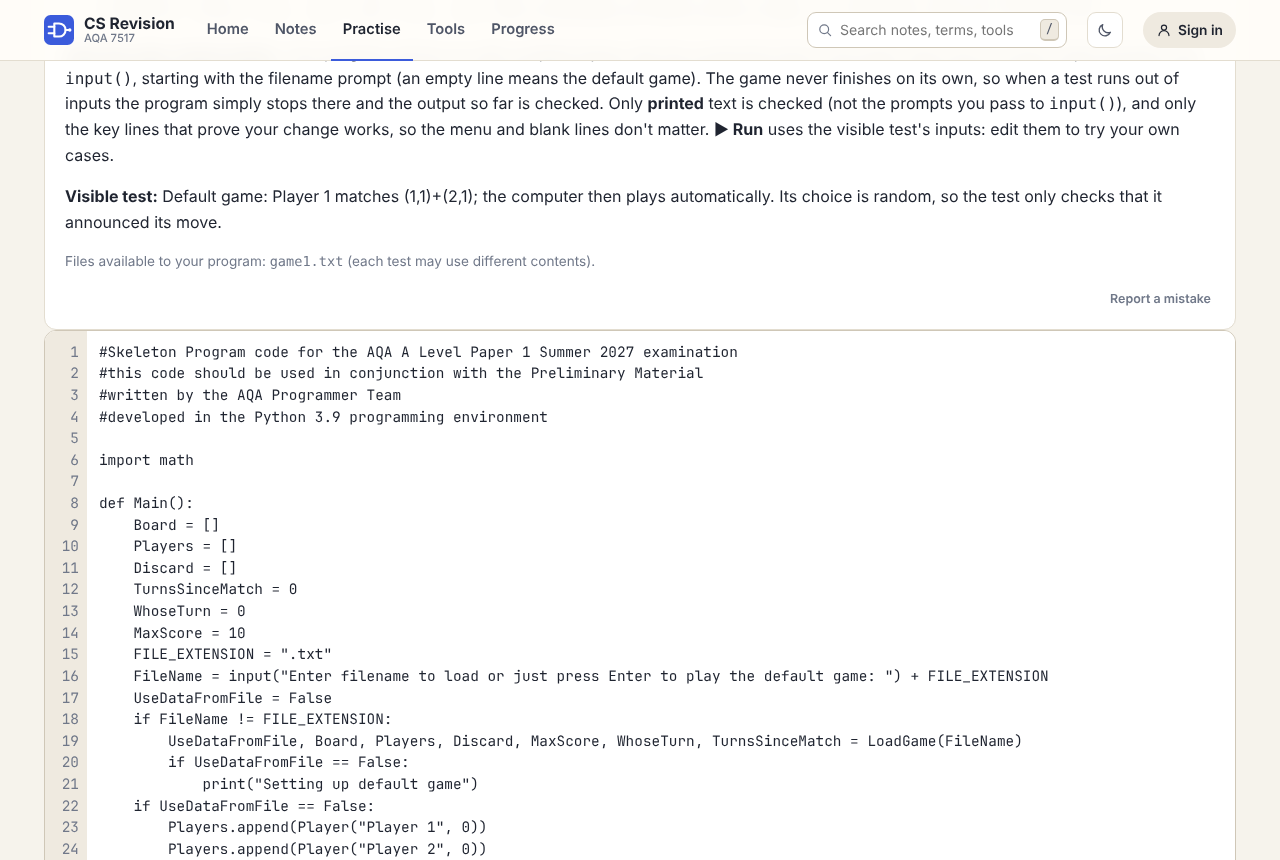 CS Revision
AQA 7517
Home
Notes
Practise
Tools
Progress
Search notes, terms, tools
/
Sign in
input(), starting with the filename prompt (an empty line means the default game). The game never finishes on its own, so when a test runs out of
inputs the program simply stops there and the output so far is checked. Only printed text is checked (not the prompts you pass to input()), and only
the key lines that prove your change works, so the menu and blank lines don't matter. ▶ Run uses the visible test's inputs: edit them to try your own
cases.
Visible test: Default game: Player 1 matches (1,1)+(2,1); the computer then plays automatically. Its choice is random, so the test only checks that it
announced its move.
Files available to your program: game1.txt (each test may use different contents).
Report a mistake
1 #Skeleton Program code for the AQA A Level Paper 1 Summer 2027 examination
2 #this code should be used in conjunction with the Preliminary Material
3 #written by the AQA Programmer Team
4 #developed in the Python 3.9 programming environment
5
6 import math
7
8 def Main():
9     Board = []
10     Players = []
11     Discard = []
12     TurnsSinceMatch = 0
13     WhoseTurn = 0
14     MaxScore = 10
15     FILE_EXTENSION = ".txt"
16     FileName = input("Enter filename to load or just press Enter to play the default game: ") + FILE_EXTENSION
17     UseDataFromFile = False
18     if FileName != FILE_EXTENSION:
19         UseDataFromFile, Board, Players, Discard, MaxScore, WhoseTurn, TurnsSinceMatch = LoadGame(FileName)
20         if UseDataFromFile == False:
21             print("Setting up default game")
22     if UseDataFromFile == False:
23         Players.append(Player("Player 1", 0))
24         Players.append(Player("Player 2", 0))